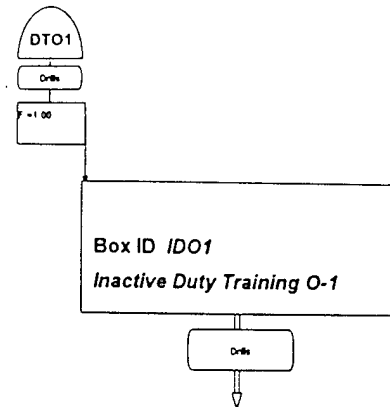 DTO1
Drills
F =1.00
Box ID IDO1
Inactive Duty Training O-1
Drills